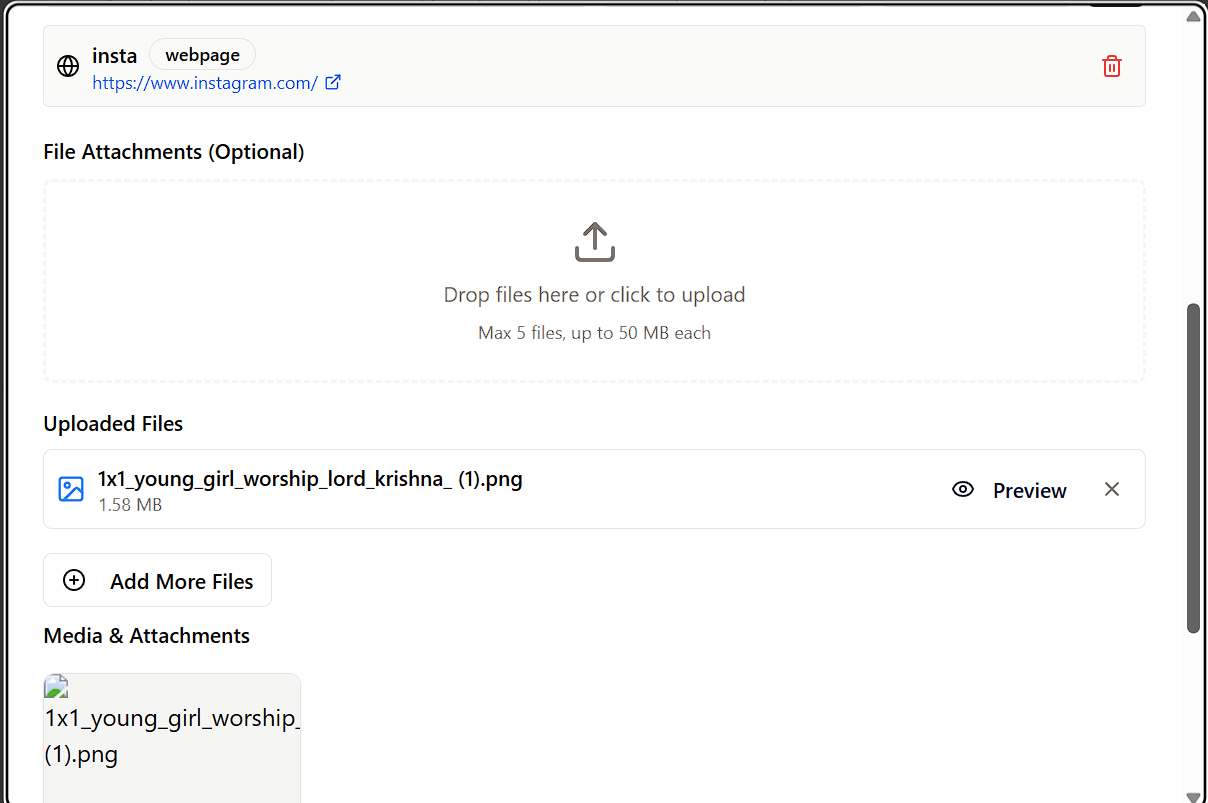 insta webpage
https://www.instagram.com/
File Attachments (Optional)
Drop files here or click to upload
Max 5 files, up to 50 MB each
Uploaded Files
1x1_young_girl_worship_lord_krishna_ (1).png
1.58 MB
Preview
Add More Files
Media & Attachments
1x1_young_girl_worship_
(1).png